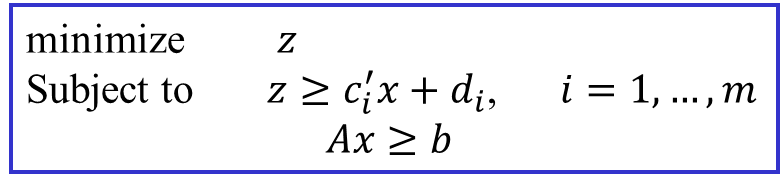 minimize z
Subject to z ≥ c′ᵢx + dᵢ, i = 1, … , m
Ax ≥ b